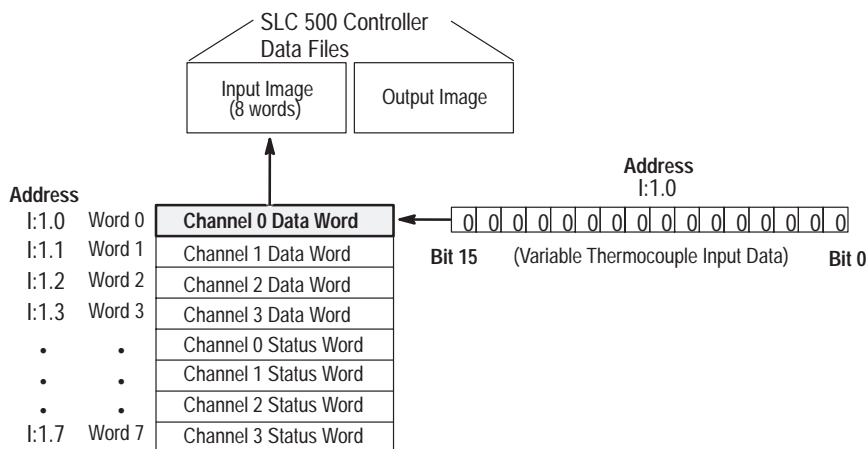 SLC 500 Controller
Data Files
Input Image
(8 words)
Output Image
Address
I:1.0
Address
I:1.0 Word 0 Channel 0 Data Word 0 0 0 0 0 0 0 0 0 0 0 0 0 0 0 0
I:1.1 Word 1 Channel 1 Data Word Bit 15 (Variable Thermocouple Input Data) Bit 0
I:1.2 Word 2 Channel 2 Data Word
I:1.3 Word 3 Channel 3 Data Word
• • Channel 0 Status Word
• • Channel 1 Status Word
• • Channel 2 Status Word
I:1.7 Word 7 Channel 3 Status Word